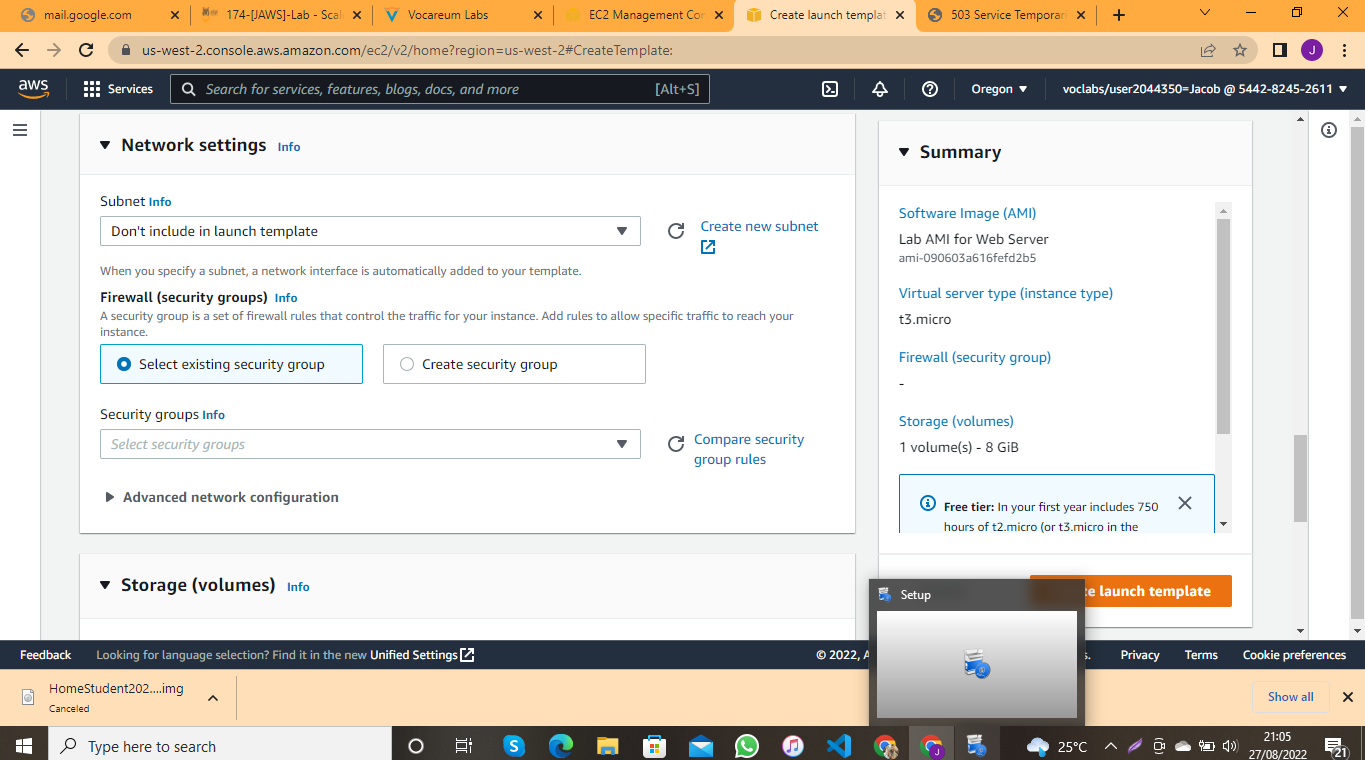 mail.google.com
174-[JAWS]-Lab - Scal
Vocareum Labs
EC2 Management Con
Create launch templat
503 Service Temporari
us-west-2.console.aws.amazon.com/ec2/v2/home?region=us-west-2#CreateTemplate:
J
aws
Services
Search for services, features, blogs, docs, and more
[Alt+S]
Oregon
voclabs/user2044350=Jacob @ 5442-8245-2611
Network settings Info
Subnet Info
Don't include in launch template
Create new subnet
When you specify a subnet, a network interface is automatically added to your template.
Firewall (security groups) Info
A security group is a set of firewall rules that control the traffic for your instance. Add rules to allow specific traffic to reach your
instance.
Select existing security group
Create security group
Security groups Info
Select security groups
Compare security
group rules
Advanced network configuration
Storage (volumes) Info
Summary
Software Image (AMI)
Lab AMI for Web Server
ami-090603a616fefd2b5
Virtual server type (instance type)
t3.micro
Firewall (security group)
-
Storage (volumes)
1 volume(s) - 8 GiB
Free tier: In your first year includes 750
hours of t2.micro (or t3.micro in the
launch template
Setup
Feedback
Looking for language selection? Find it in the new Unified Settings
© 2022, A
s.
Privacy
Terms
Cookie preferences
HomeStudent202....img
Canceled
Show all
Type here to search
25°C
21:05
27/08/2022
21